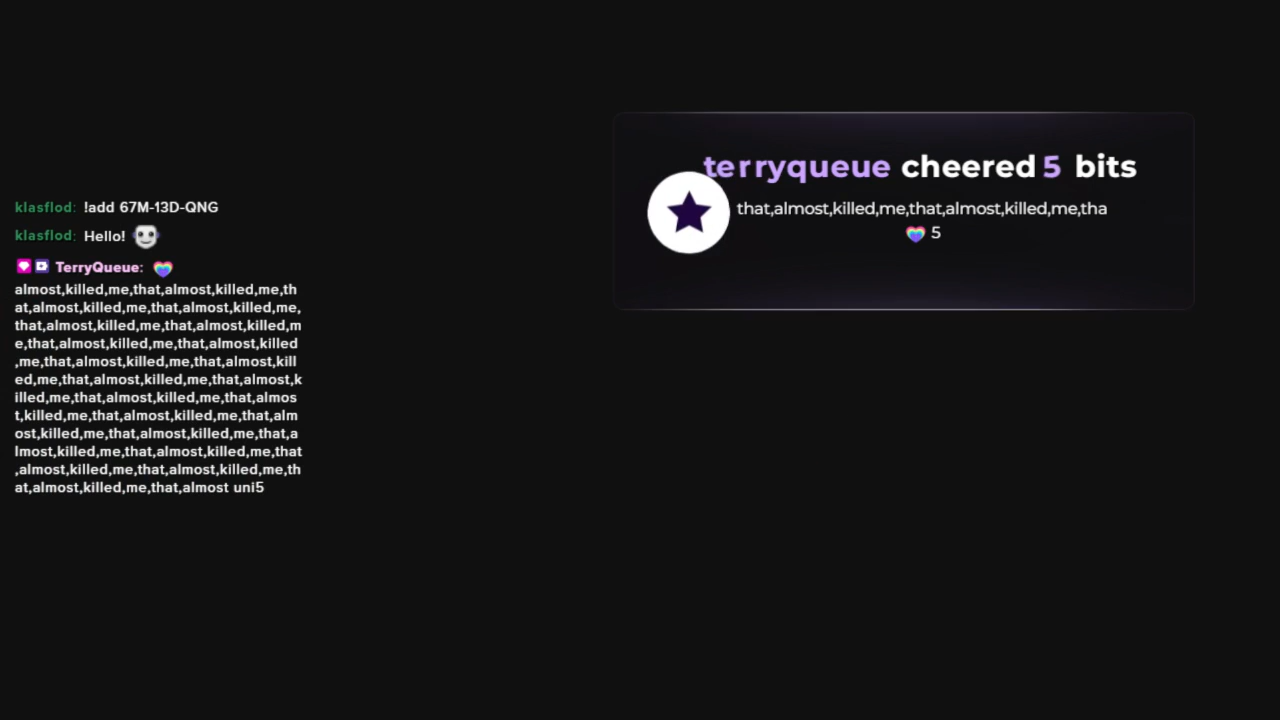 klasflod: !add 67M-13D-QNG
klasflod: Hello!
TerryQueue:
almost,killed,me,that,almost,killed,me,th
at,almost,killed,me,that,almost,killed,me,
that,almost,killed,me,that,almost,killed,m
e,that,almost,killed,me,that,almost,killed
,me,that,almost,killed,me,that,almost,kill
ed,me,that,almost,killed,me,that,almost,k
illed,me,that,almost,killed,me,that,almos
t,killed,me,that,almost,killed,me,that,alm
ost,killed,me,that,almost,killed,me,that,a
lmost,killed,me,that,almost,killed,me,that
,almost,killed,me,that,almost,killed,me,th
at,almost,killed,me,that,almost uni5
terryqueue cheered 5 bits
that,almost,killed,me,that,almost,killed,me,tha
5